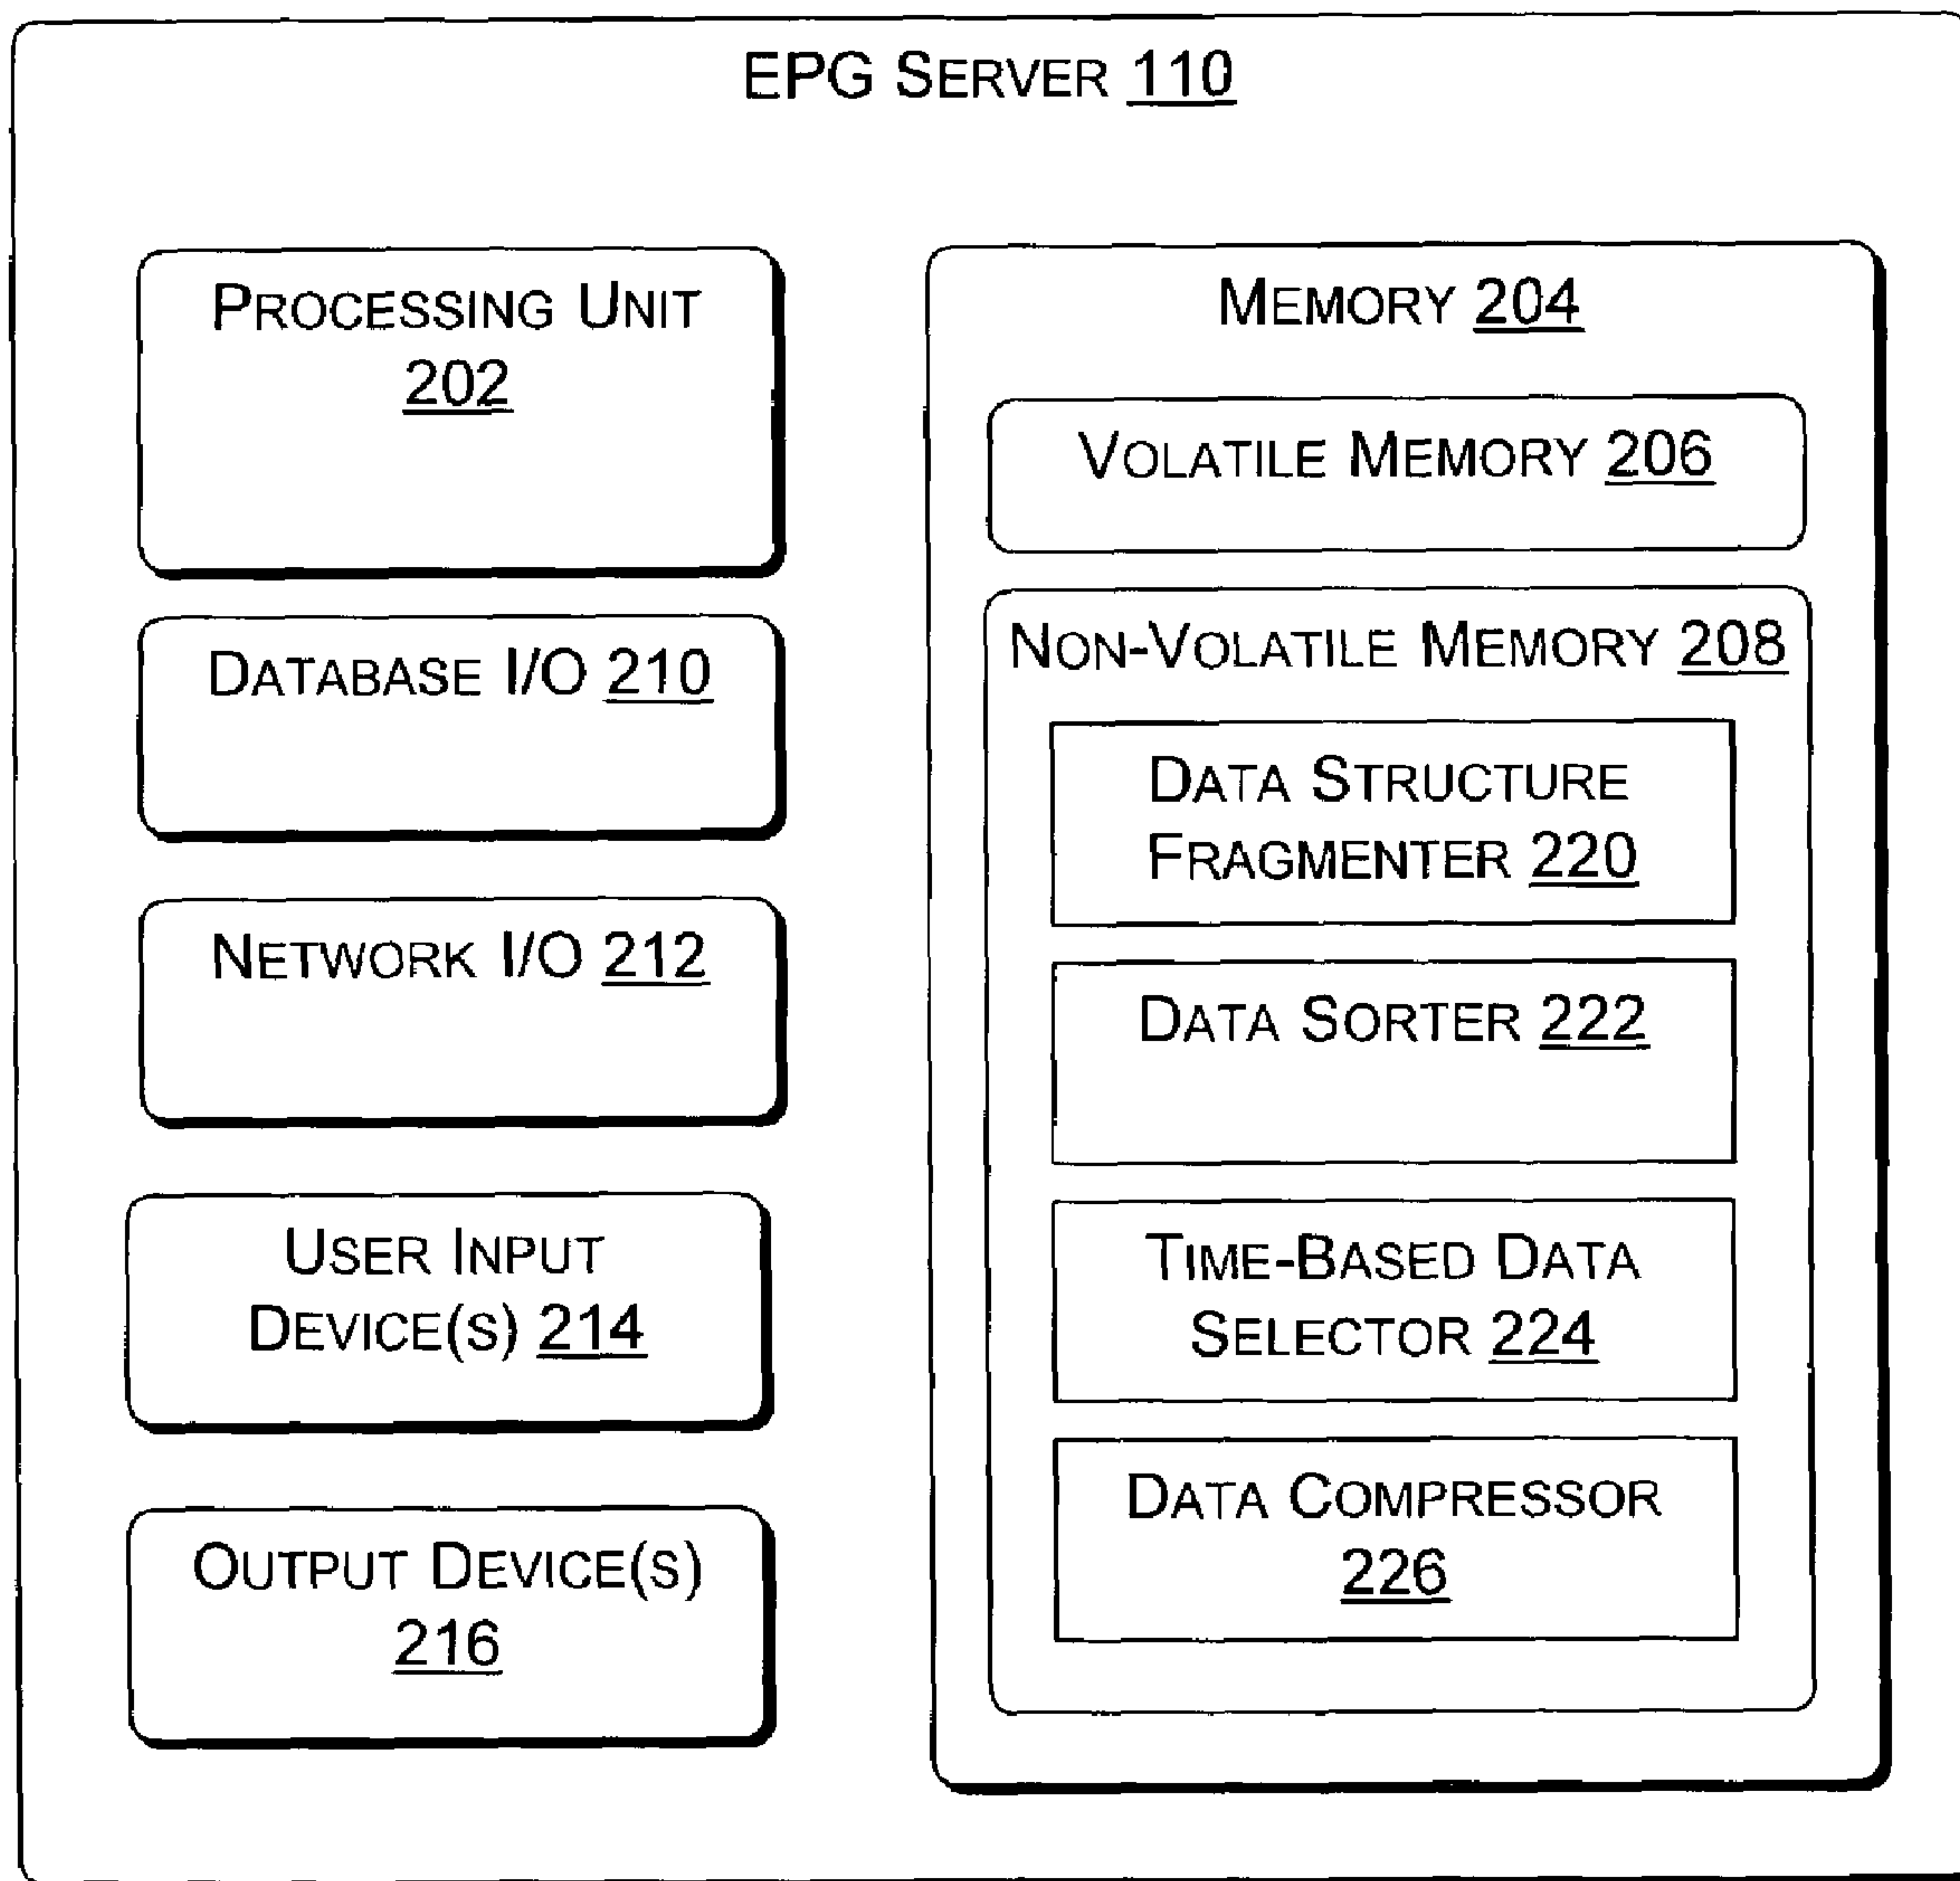 EPG SERVER 110
PROCESSING UNIT
202
DATABASE I/O 210
NETWORK I/O 212
USER INPUT
DEVICE(S) 214
OUTPUT DEVICE(S)
216
MEMORY 204
VOLATILE MEMORY 206
NON-VOLATILE MEMORY 208
DATA STRUCTURE
FRAGMENTER 220
DATA SORTER 222
TIME-BASED DATA
SELECTOR 224
DATA COMPRESSOR
226